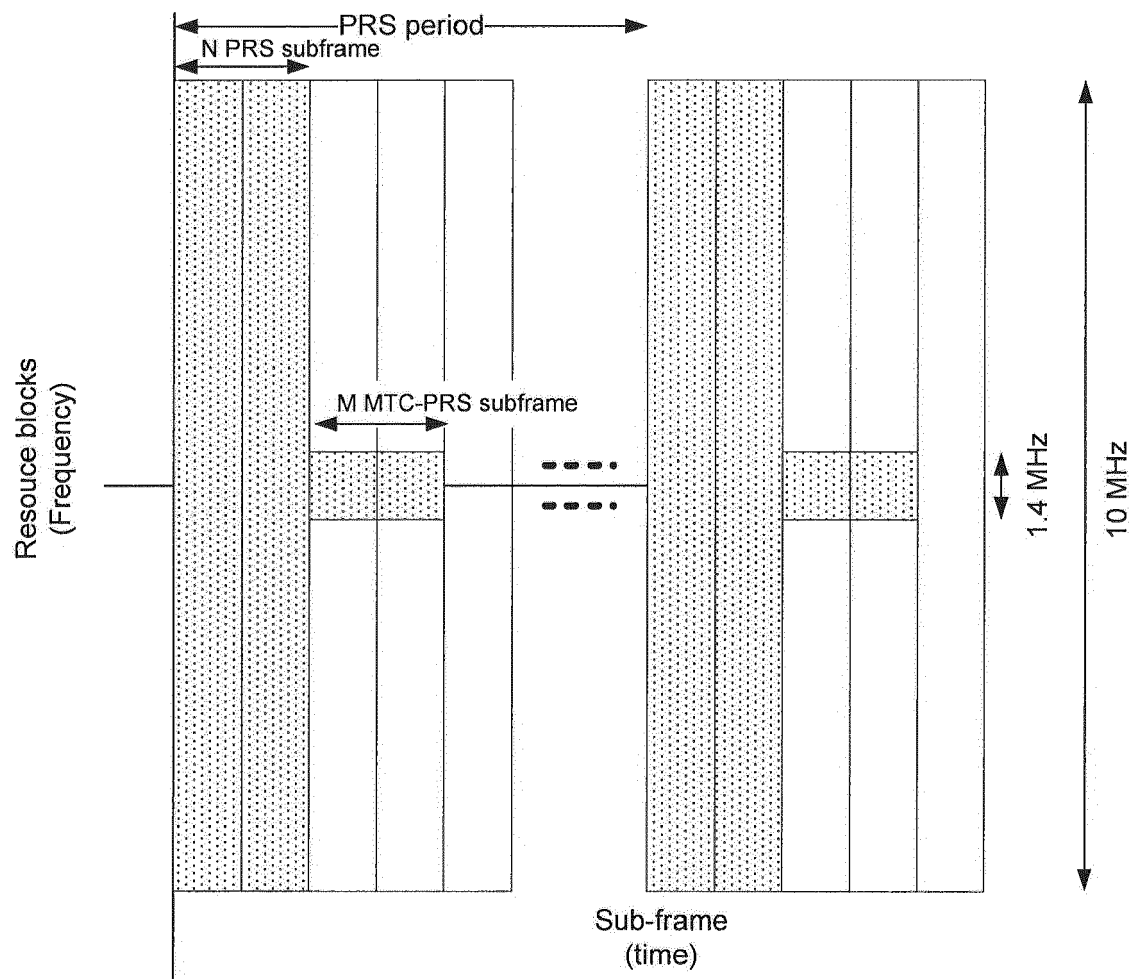 PRS period
N PRS subframe
M MTC-PRS subframe
Resouce blocks
(Frequency)
1.4 MHz
10 MHz
Sub-frame
(time)